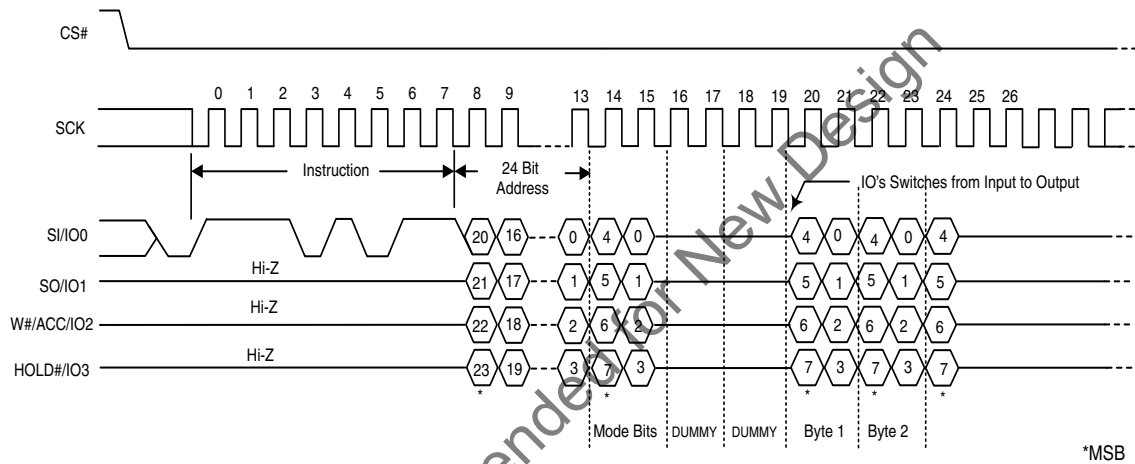 CS#
0 1 2 3 4 5 6 7 8 9 13 14 15 16 17 18 19 20 21 22 23 24 25 26
SCK
Instruction
24 Bit
Address
IO's Switches from Input to Output
SI/IO0 20 16 0 4 0 4 0 4 0 4
SO/IO1 Hi-Z 21 17 1 5 1 5 1 5 1 5
W#/ACC/IO2 Hi-Z 22 18 2 6 2 6 2 6 2 6
HOLD#/IO3 Hi-Z 23 19 3 7 3 7 3 7 3 7
* * * * *
Mode Bits DUMMY DUMMY Byte 1 Byte 2
*MSB
ended for New Design